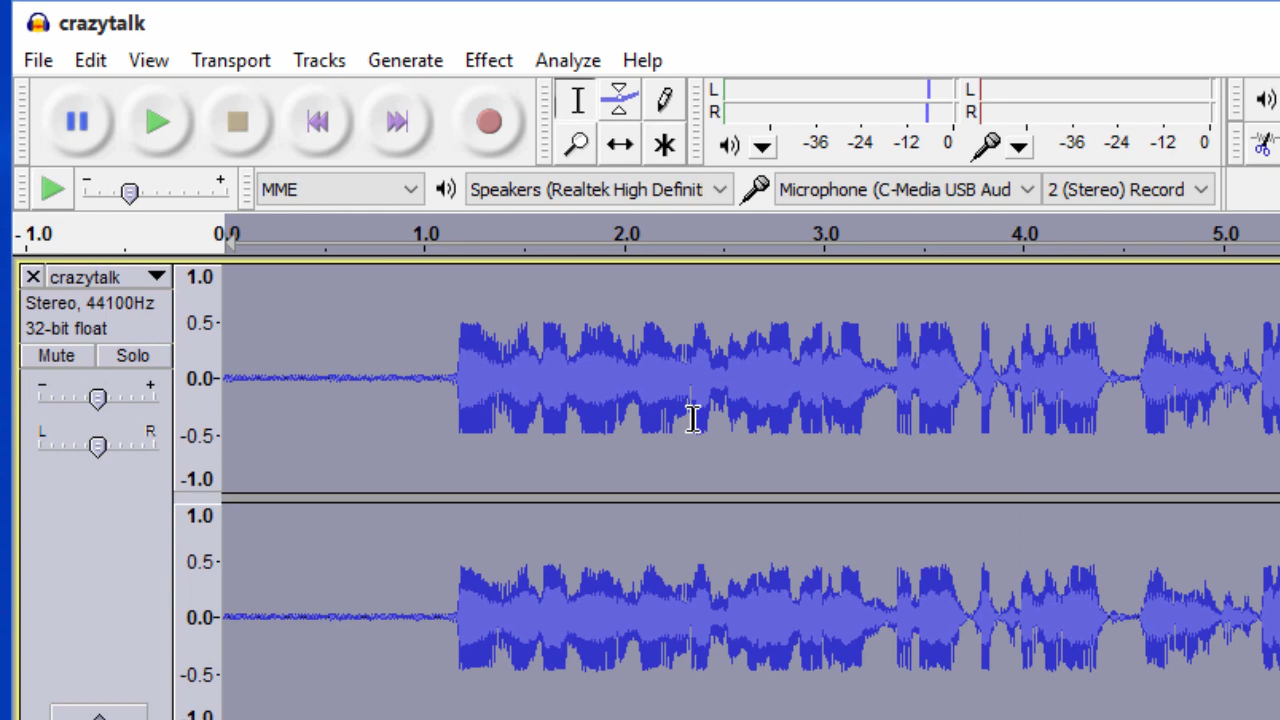 crazytalk
File Edit View Transport Tracks Generate Effect Analyze Help
L L
R R
-36 -24 -12 0 -36 -24 -12 0
- + MME Speakers (Realtek High Definit Microphone (C-Media USB Aud 2 (Stereo) Record
- 1.0 0.0 1.0 2.0 3.0 4.0 5.0
crazytalk 1.0
Stereo, 44100Hz
32-bit float
0.5
Mute Solo
0.0
- +
L R
-0.5
-1.0
1.0
0.5
0.0
-0.5
1.0